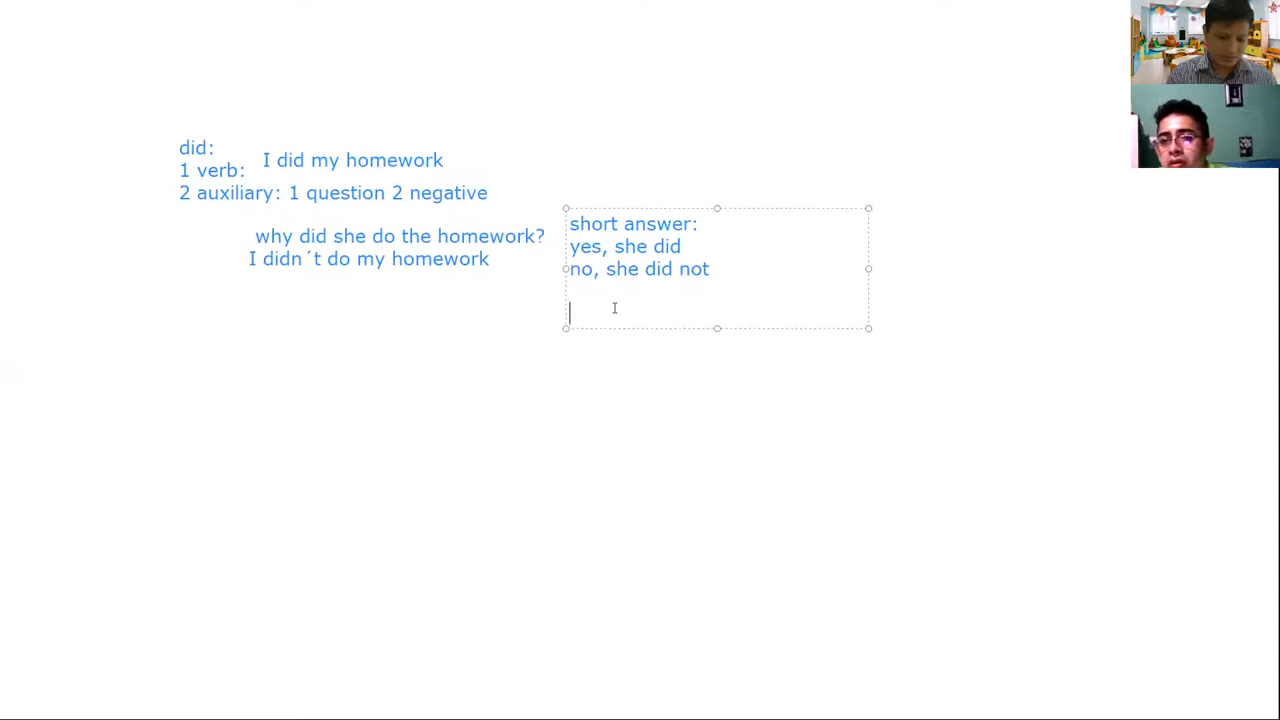 did:
1 verb:
I did my homework
2 auxiliary: 1 question 2 negative
why did she do the homework?
I didn´t do my homework
short answer:
yes, she did
no, she did not